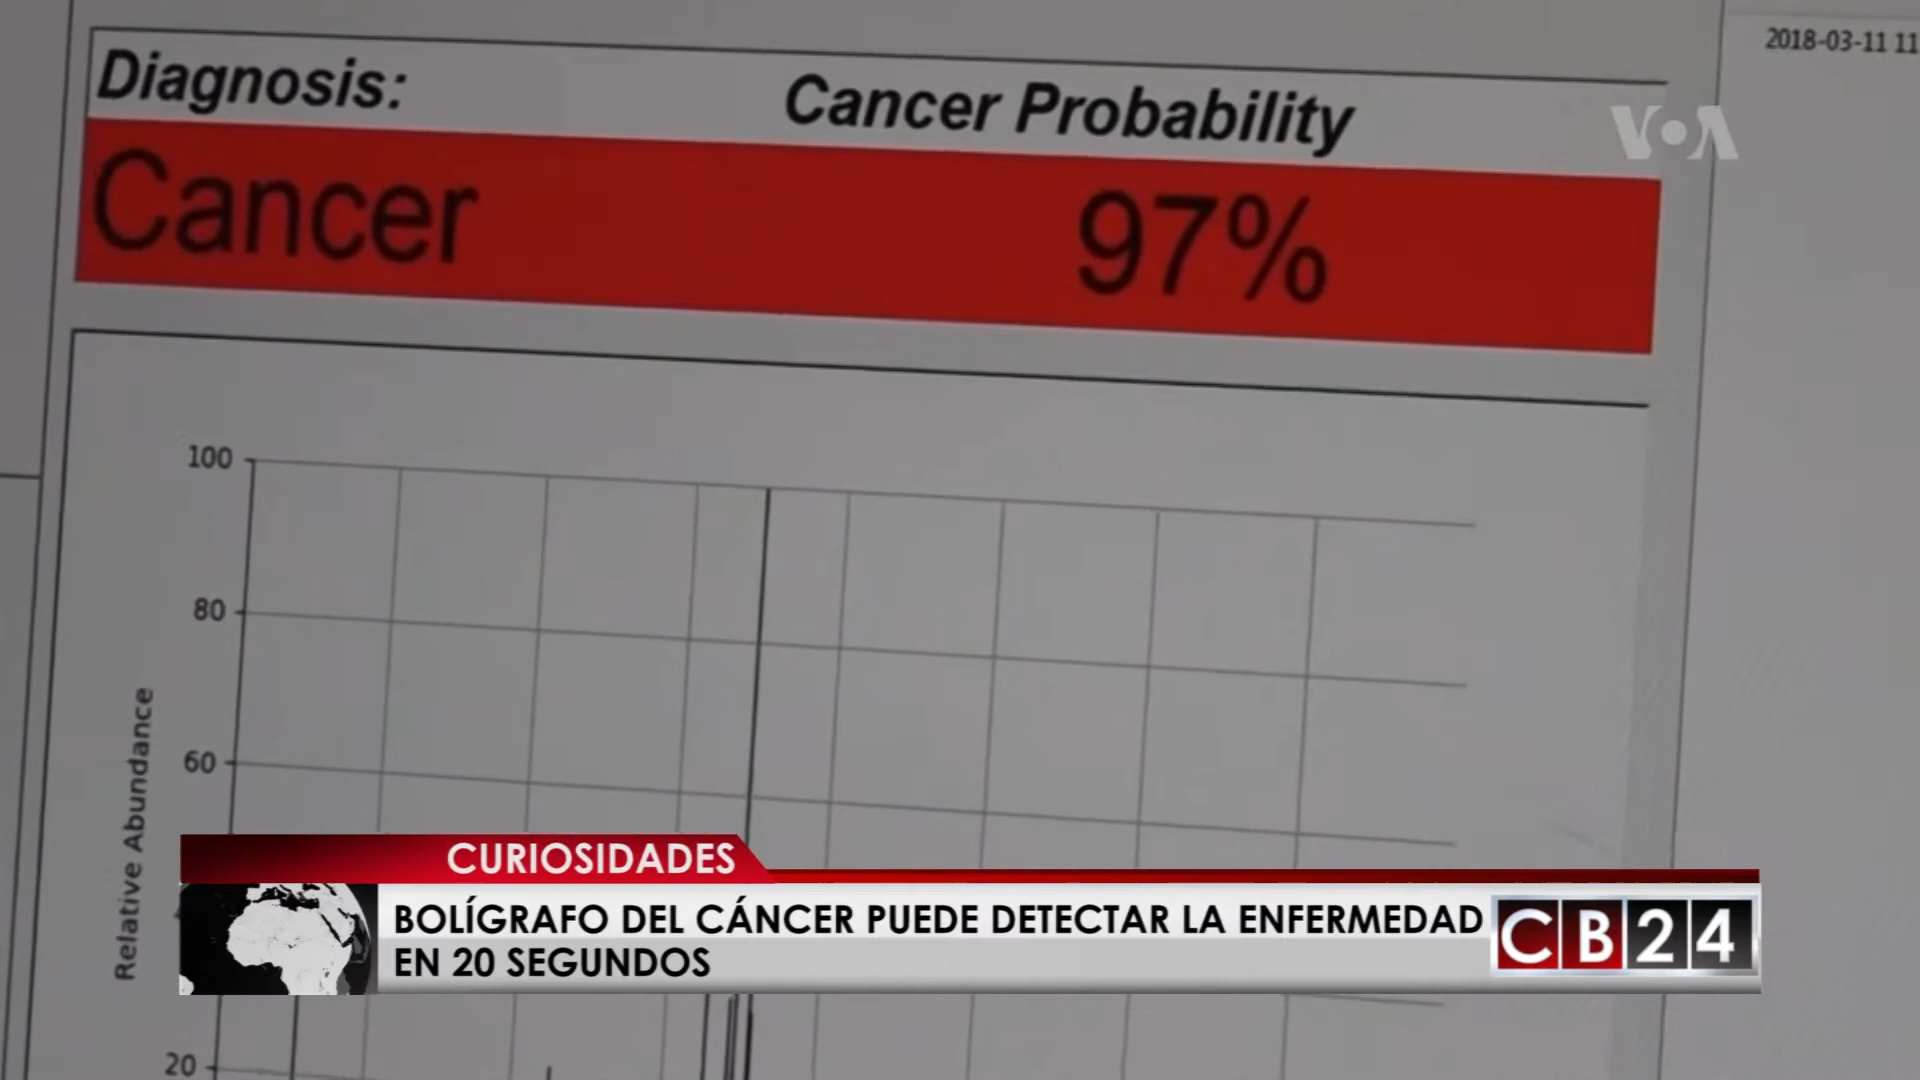 2018-03-11 11
Diagnosis:
Cancer Probability
VOA
Cancer
97%
100
80
60
Relative Abundance
20
CURIOSIDADES
BOLÍGRAFO DEL CÁNCER PUEDE DETECTAR LA ENFERMEDAD
EN 20 SEGUNDOS
CB24